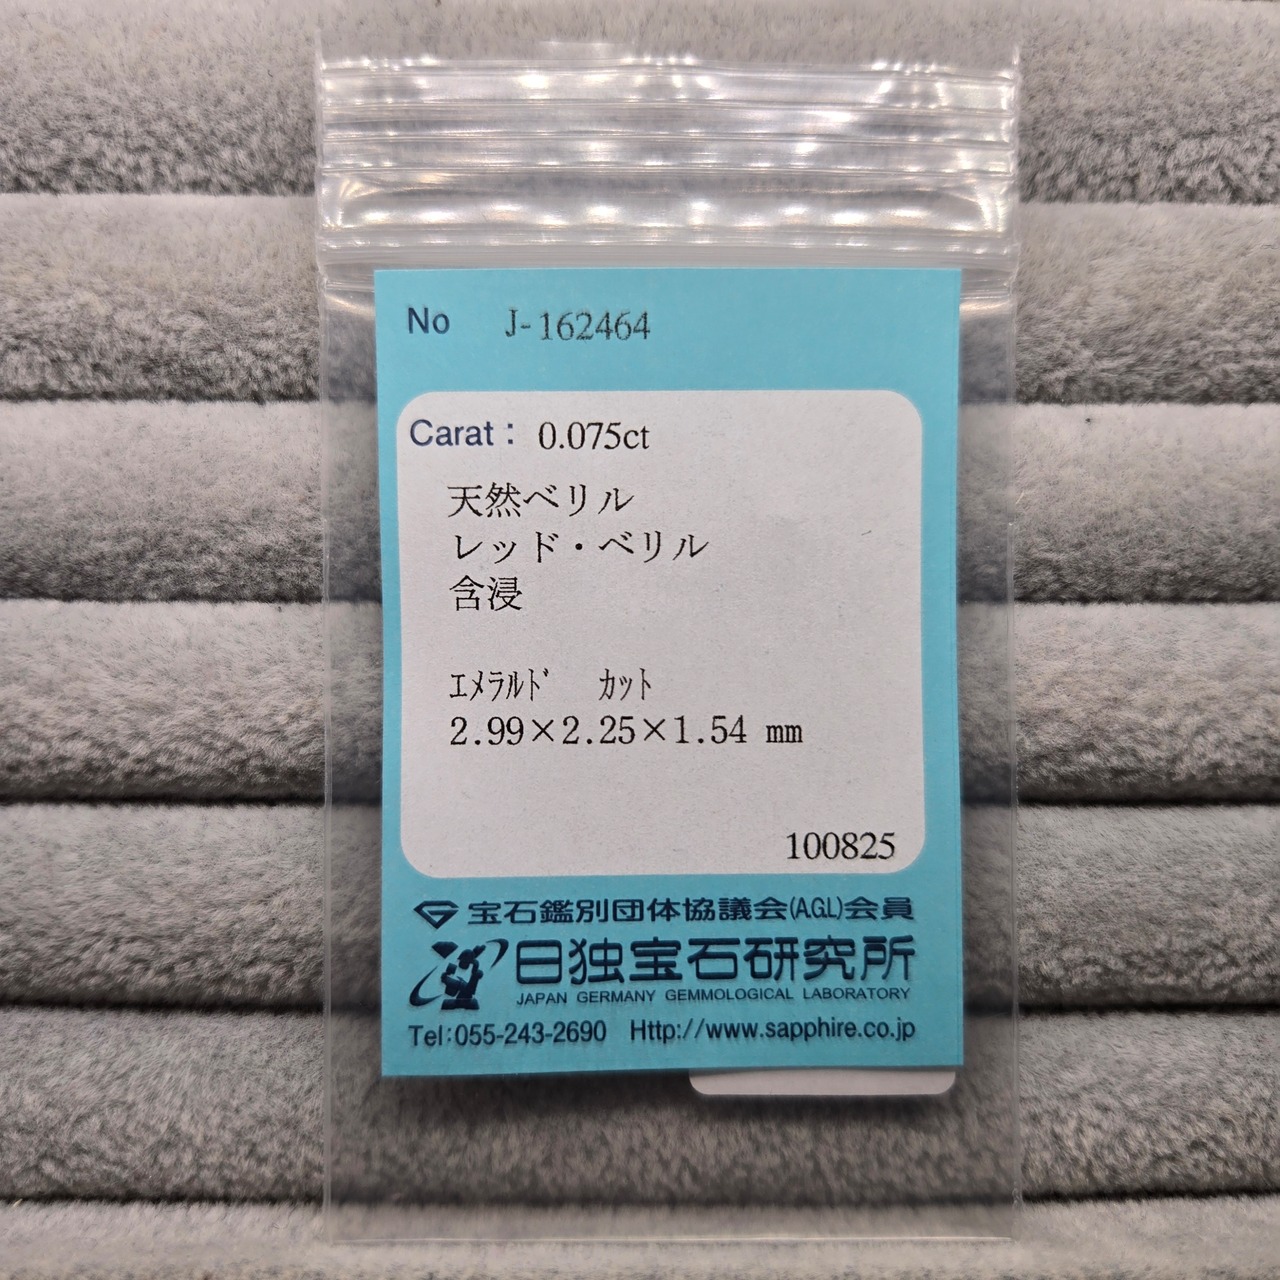 No J-162464
Carat: 0.075ct
天然ベリル
レッド・ベリル
含浸
ｴﾒﾗﾙﾄﾞ ｶｯﾄ
2.99×2.25×1.54 mm
100825
宝石鑑別団体協議会(AGL)会員
日独宝石研究所
JAPAN GERMANY GEMMOLOGICAL LABORATORY
Tel:055-243-2690 Http://www.sapphire.co.jp